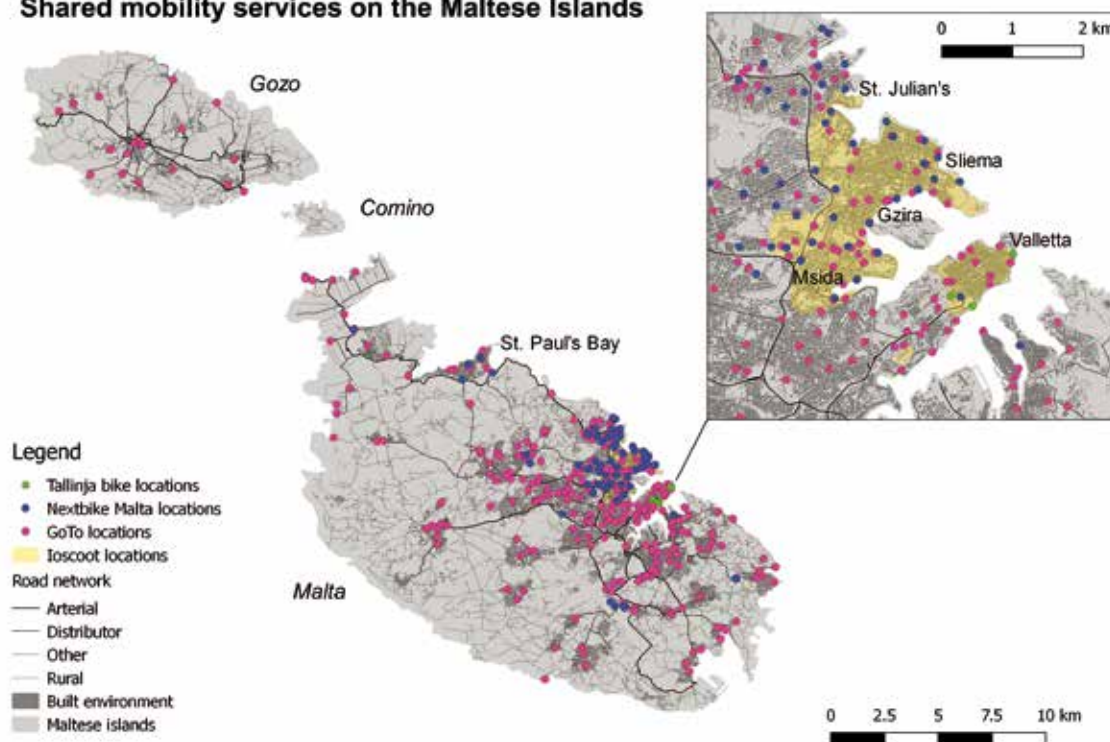 Shared mobility services on the Maltese Islands
Gozo
Comino
St. Paul's Bay
Malta
0 1 2 km
St. Julian's
Sliema
Gzira
Valletta
Msida
Legend
Tallinja bike locations
Nextbike Malta locations
GoTo locations
Ioscoot locations
Road network
Arterial
Distributor
Other
Rural
Built environment
Maltese islands
0 2.5 5 7.5 10 km